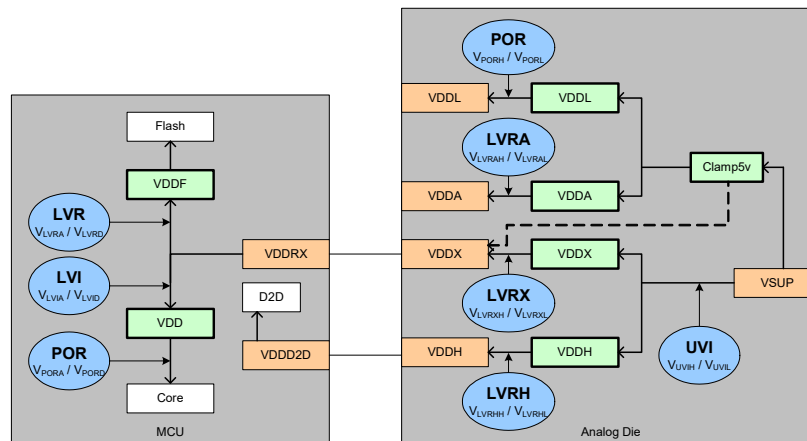 POR
VPORH / VPORL
VDDL
VDDL
Flash
LVRA
VLVRAH / VLVRAL
Clamp5v
VDDF
VDDA
VDDA
LVR
VLVRA / VLVRD
VDDRX
VDDX
VDDX
LVI
VLVIA / VLVID
D2D
LVRX
VLVRXH / VLVRXL
VSUP
VDD
POR
VPORA / VPORD
VDDD2D
VDDH
VDDH
UVI
VUVIH / VUVIL
Core
LVRH
VLVRHH / VLVRHL
MCU
Analog Die